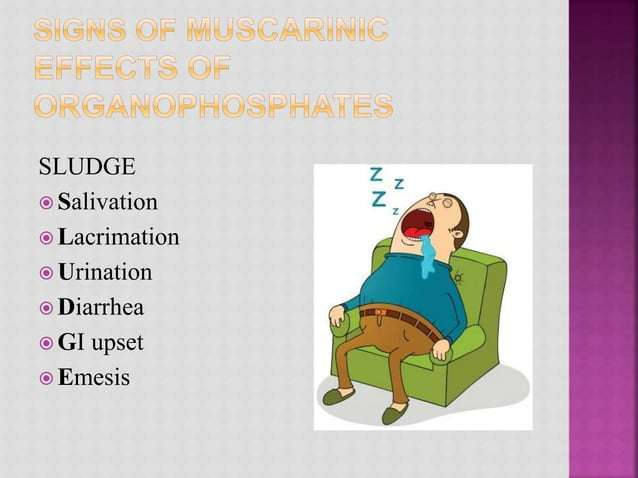 SIGNS OF MUSCARINIC
EFFECTS OF
ORGANOPHOSPHATES
SLUDGE
Salivation
Lacrimation
Urination
Diarrhea
GI upset
Emesis
Z
z
Z
z